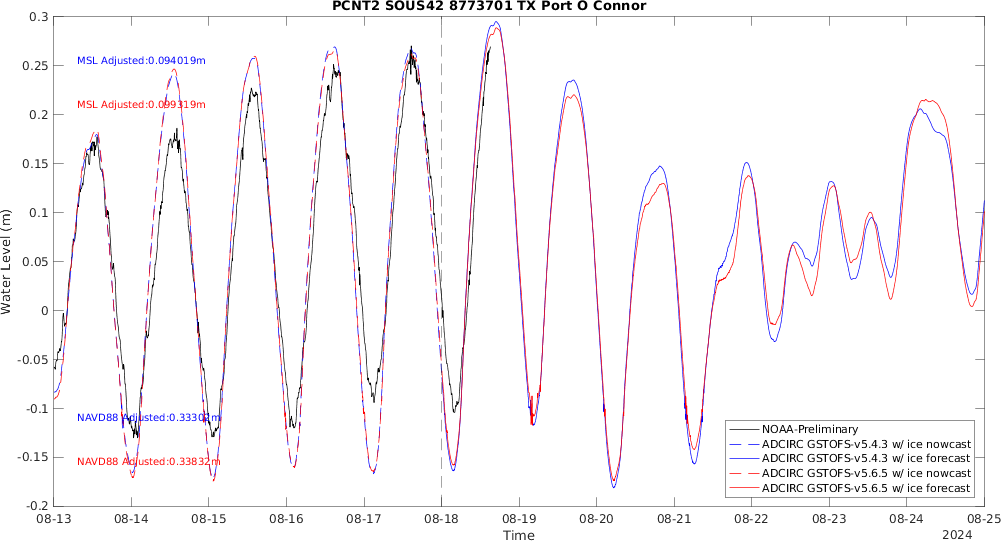 PCNT2 SOUS42 8773701 TX Port O Connor
0.3
MSL Adjusted:0.094019m
0.25
MSL Adjusted:0.099319m
0.2
0.15
0.1
Water Level (m)
0.05
0
-0.05
-0.1
NAVD88 Adjusted:0.33302m
-0.15
NAVD88 Adjusted:0.33832m
-0.2
NOAA-Preliminary
ADCIRC GSTOFS-v5.4.3 w/ ice nowcast
ADCIRC GSTOFS-v5.4.3 w/ ice forecast
ADCIRC GSTOFS-v5.6.5 w/ ice nowcast
ADCIRC GSTOFS-v5.6.5 w/ ice forecast
08-13 08-14 08-15 08-16 08-17 08-18 08-19 08-20 08-21 08-22 08-23 08-24 08-25
Time
2024